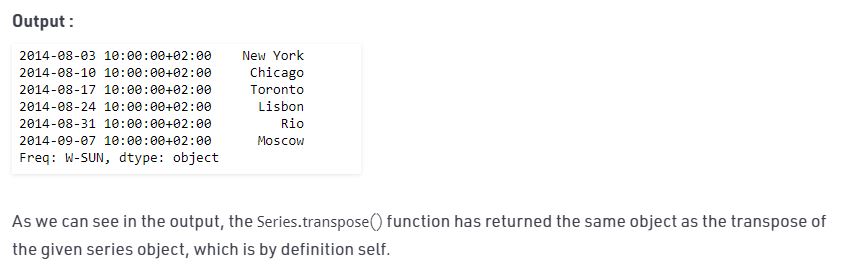 Output :
2014-08-03 10:00:00+02:00    New York
2014-08-10 10:00:00+02:00     Chicago
2014-08-17 10:00:00+02:00     Toronto
2014-08-24 10:00:00+02:00      Lisbon
2014-08-31 10:00:00+02:00         Rio
2014-09-07 10:00:00+02:00      Moscow
Freq: W-SUN, dtype: object
As we can see in the output, the Series.transpose() function has returned the same object as the transpose of
the given series object, which is by definition self.